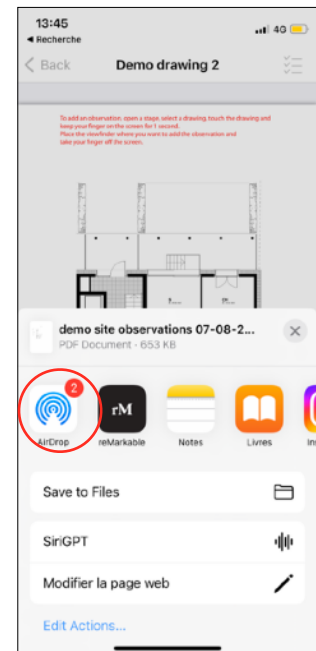 13:45
4G
◀ Recherche
Back
Demo drawing 2
To add an observation, open a stage, select a drawing, touch the drawing and
keep your finger on the screen for 1 second.
Place the viewfinder where you want to add the observation and
take your finger off the screen.
demo site observations 07-08-2...
PDF Document · 653 KB
2
rM
AirDrop
reMarkable
Notes
Livres
Ins
Save to Files
SiriGPT
Modifier la page web
Edit Actions...